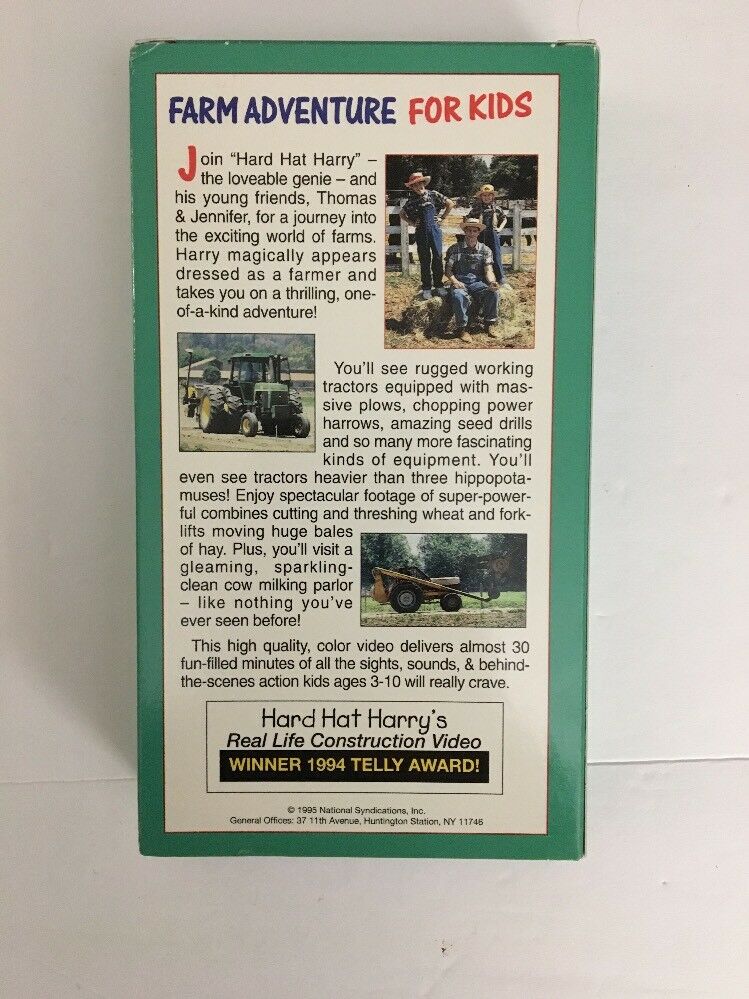 FARM ADVENTURE FOR KIDS
Join "Hard Hat Harry" –
the loveable genie – and
his young friends, Thomas
& Jennifer, for a journey into
the exciting world of farms.
Harry magically appears
dressed as a farmer and
takes you on a thrilling, one-
of-a-kind adventure!
You'll see rugged working
tractors equipped with mas-
sive plows, chopping power
harrows, amazing seed drills
and so many more fascinating
kinds of equipment. You'll
even see tractors heavier than three hippopota-
muses! Enjoy spectacular footage of super-power-
ful combines cutting and threshing wheat and fork-
lifts moving huge bales
of hay. Plus, you'll visit a
gleaming, sparkling-
clean cow milking parlor
– like nothing you've
ever seen before!
This high quality, color video delivers almost 30
fun-filled minutes of all the sights, sounds, & behind-
the-scenes action kids ages 3-10 will really crave.
Hard Hat Harry's
Real Life Construction Video
WINNER 1994 TELLY AWARD!
© 1995 National Syndications, Inc.
General Offices: 37 11th Avenue, Huntington Station, NY 11746